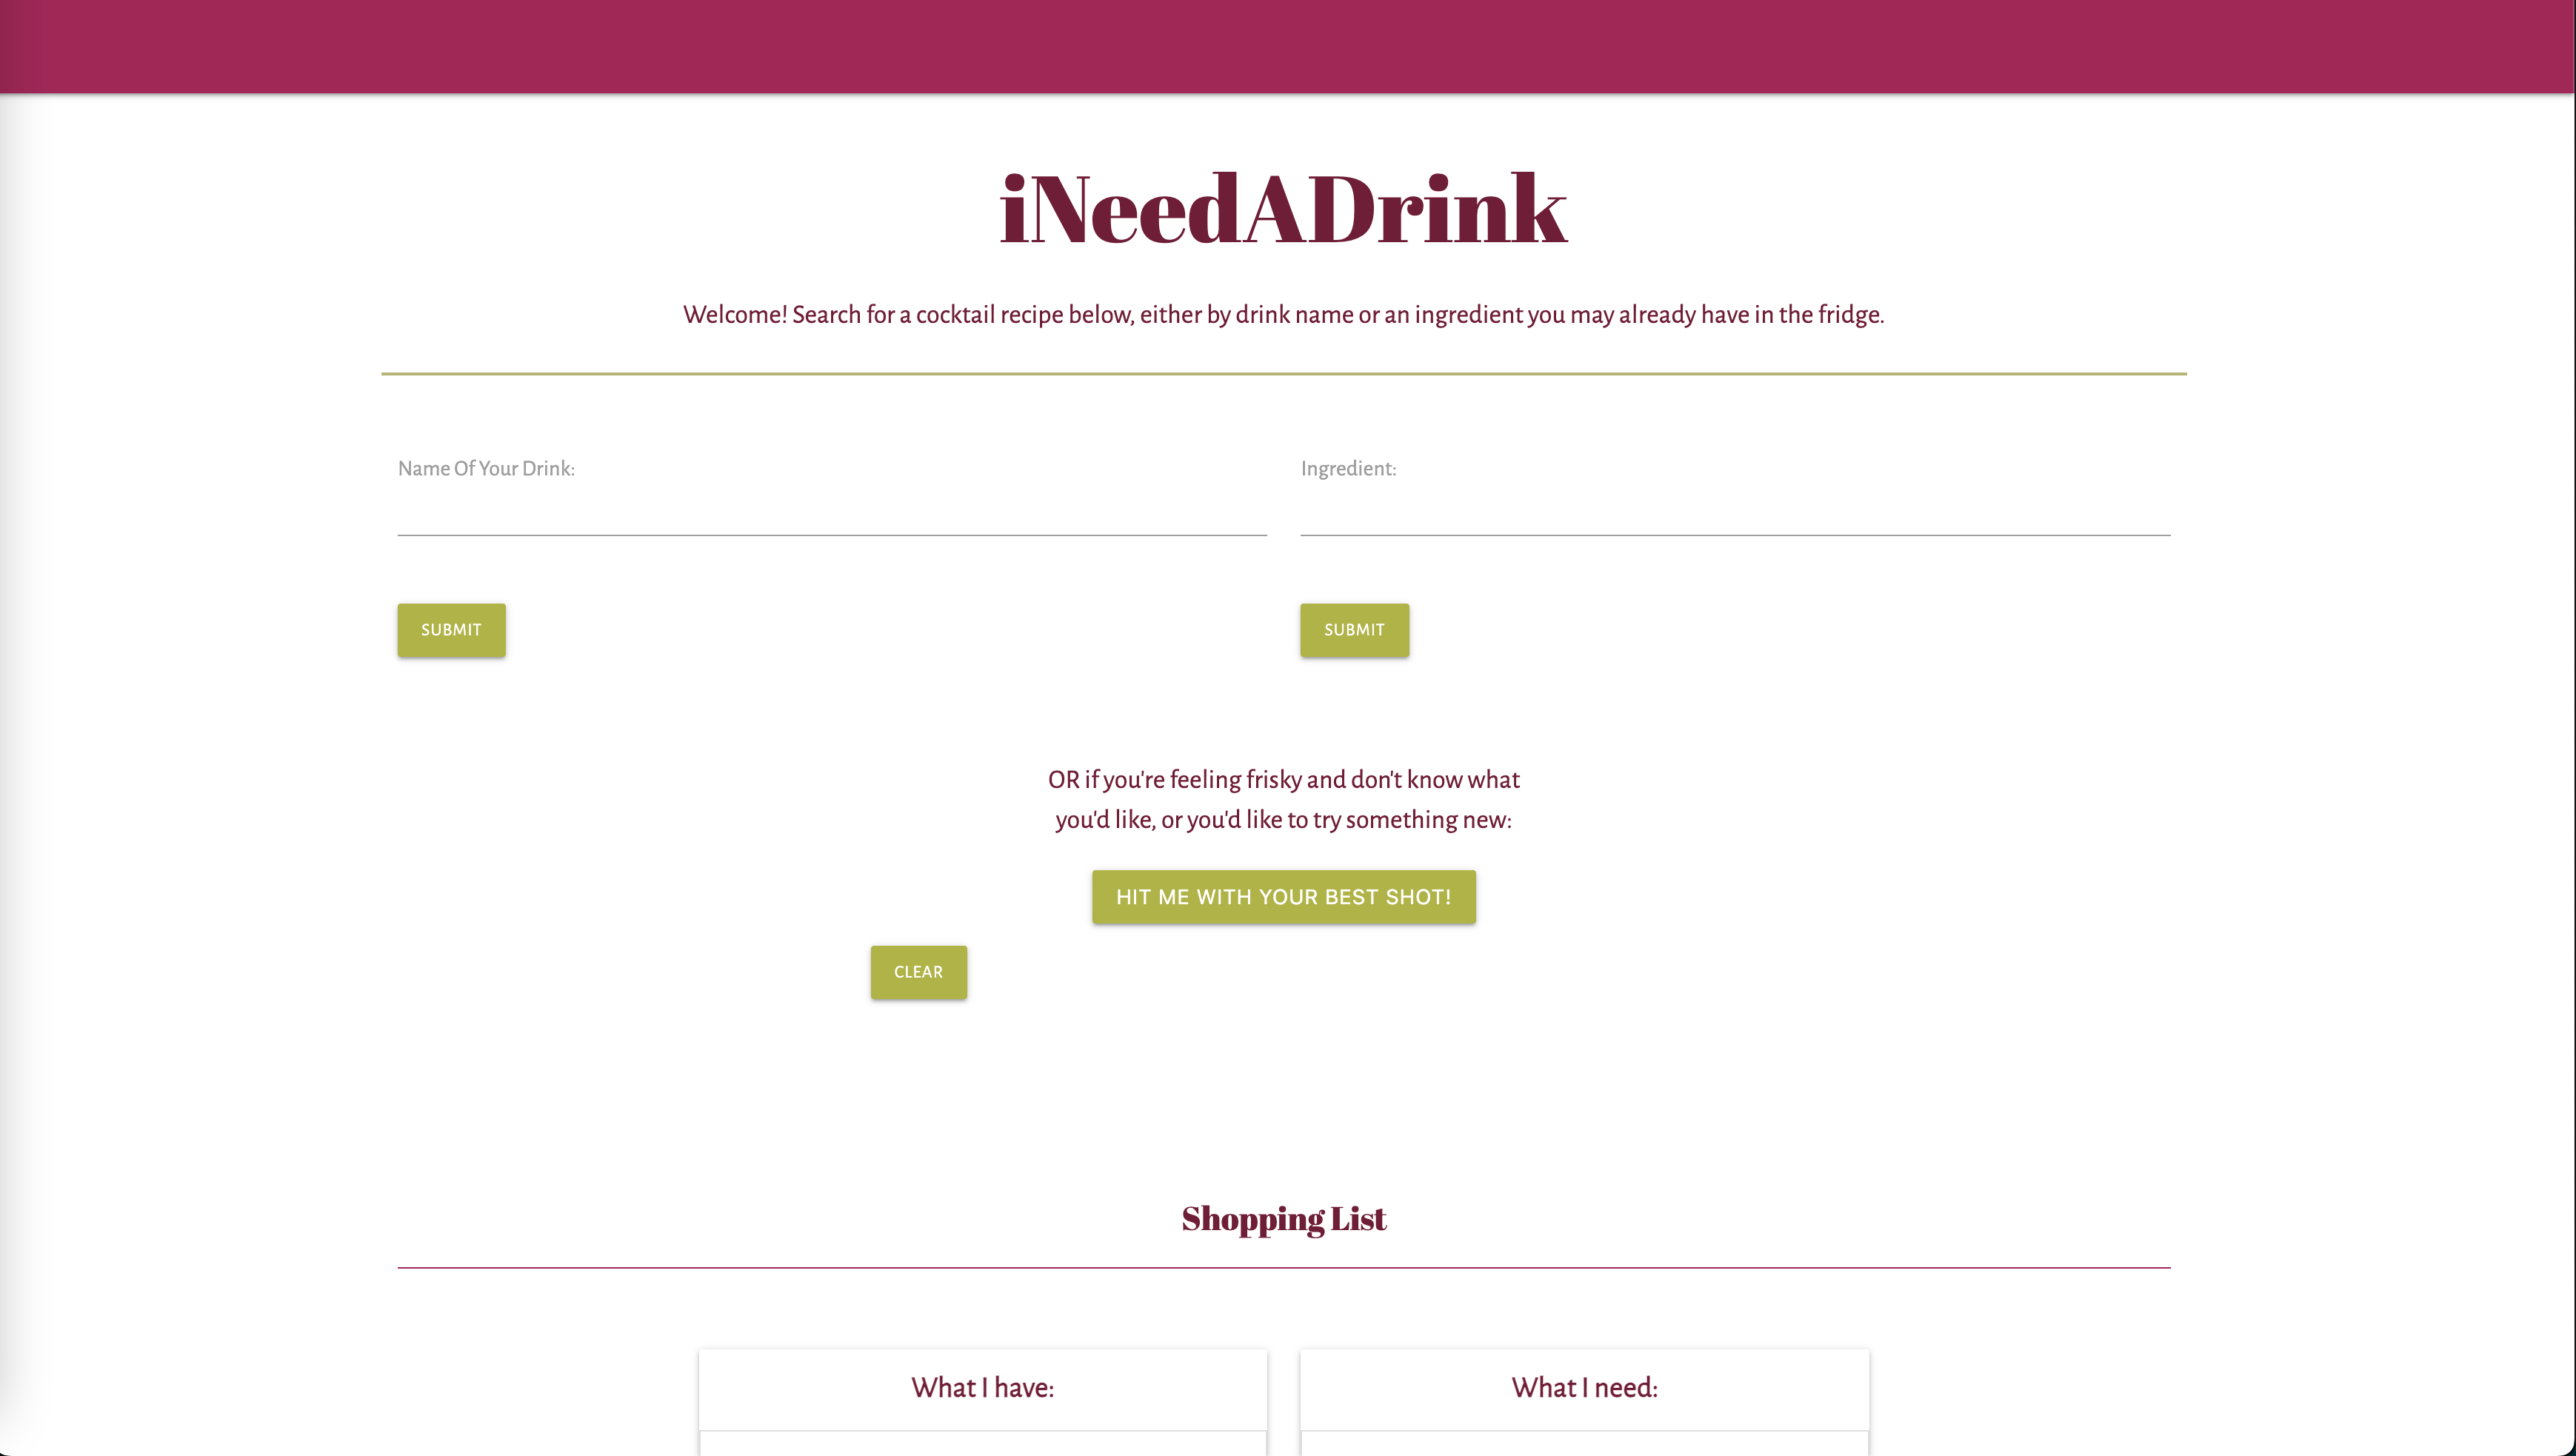 iNeedADrink
Welcome! Search for a cocktail recipe below, either by drink name or an ingredient you may already have in the fridge.
Name Of Your Drink:
Ingredient:
SUBMIT
SUBMIT
OR if you're feeling frisky and don't know what
you'd like, or you'd like to try something new:
HIT ME WITH YOUR BEST SHOT!
CLEAR
Shopping List
What I have:
What I need: